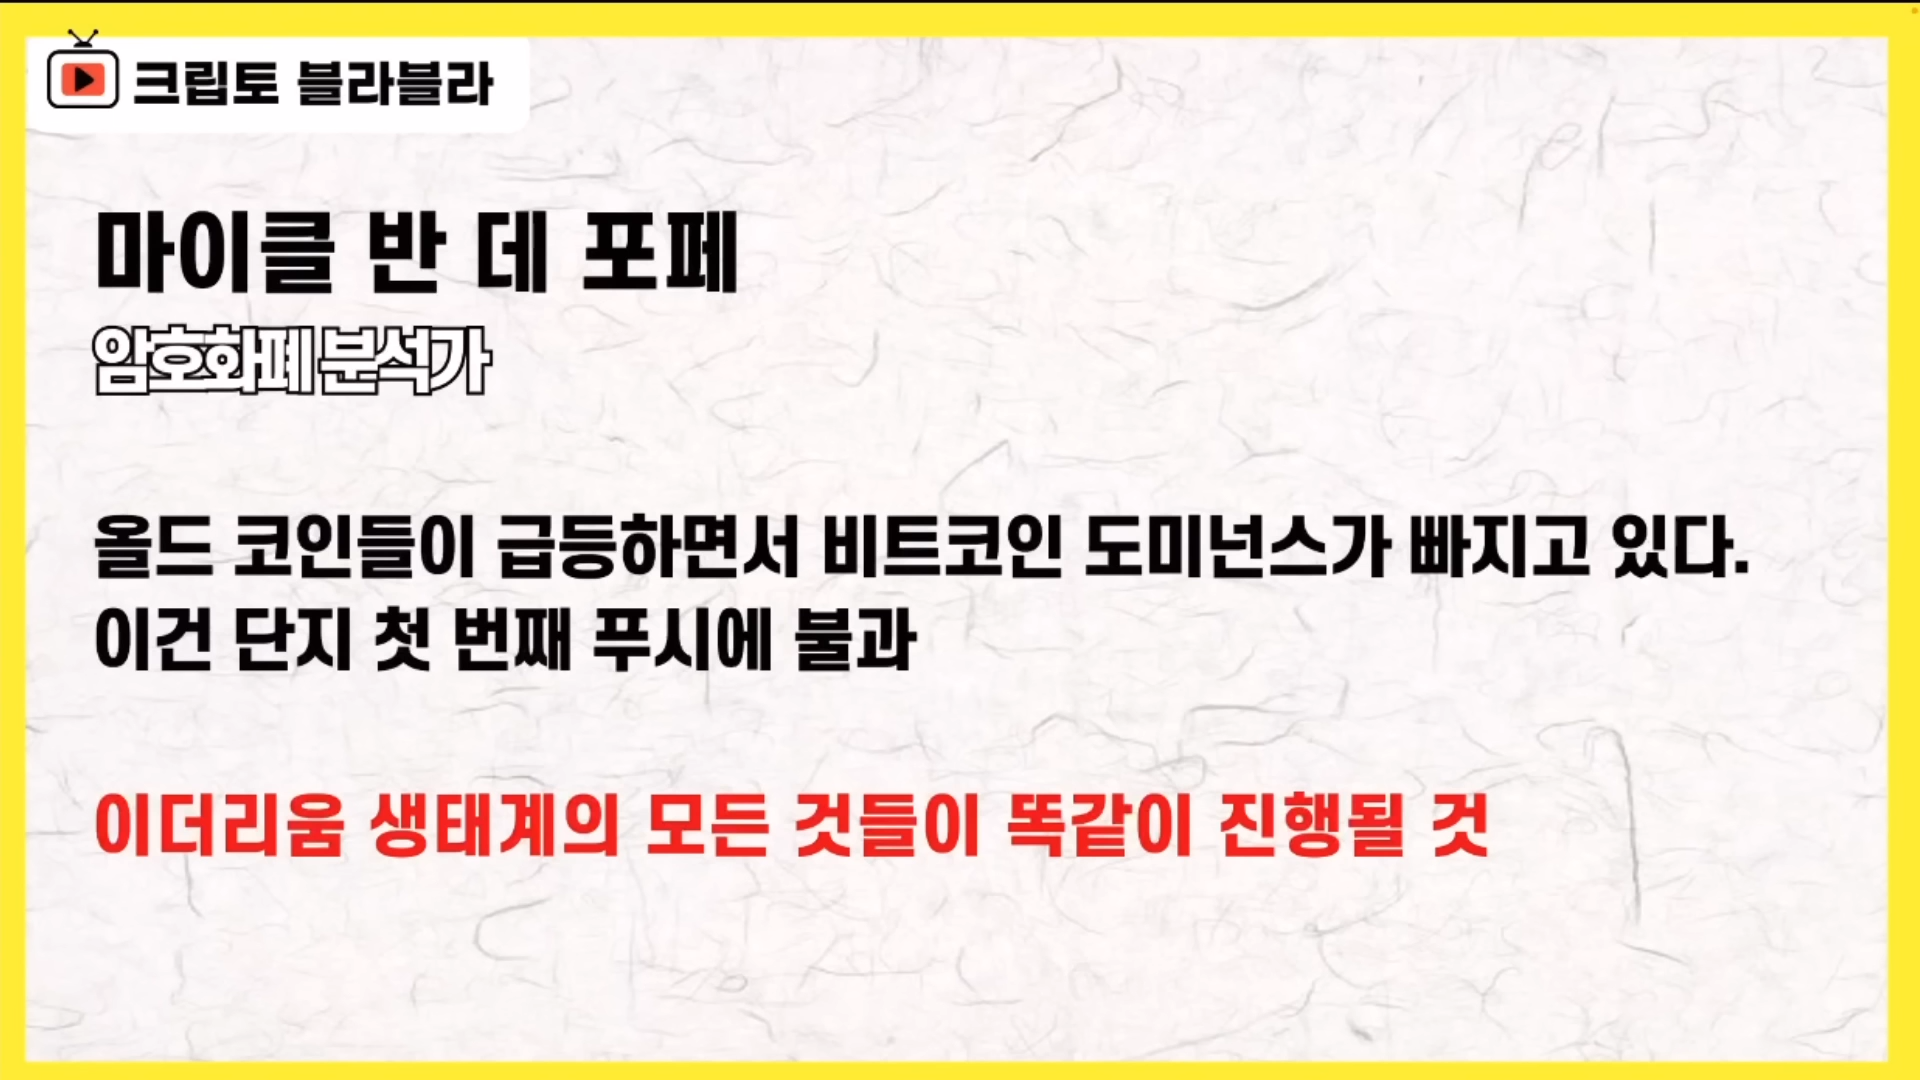 크립토 블라블라
마이클 반 데 포페
암호화폐 분석가
올드 코인들이 급등하면서 비트코인 도미넌스가 빠지고 있다.
이건 단지 첫 번째 푸시에 불과
이더리움 생태계의 모든 것들이 똑같이 진행될 것